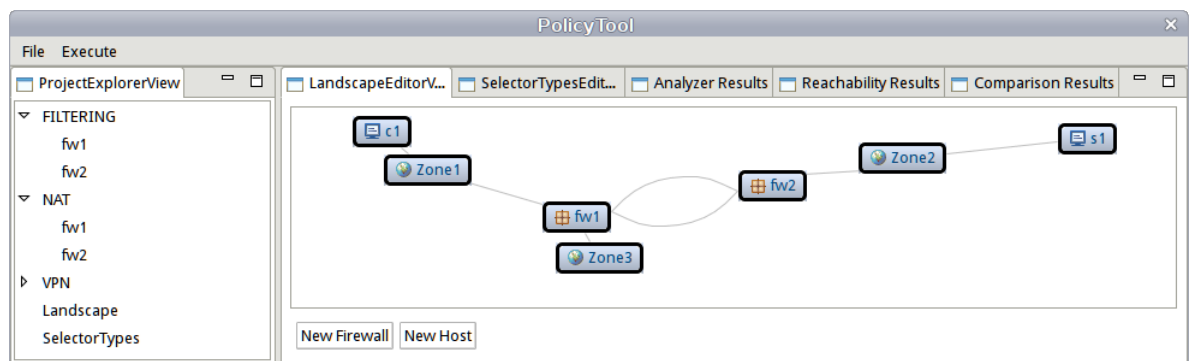 PolicyTool
File Execute
ProjectExplorerView
FILTERING
fw1
fw2
NAT
fw1
fw2
VPN
Landscape
SelectorTypes
LandscapeEditorV... SelectorTypesEdit... Analyzer Results Reachability Results Comparison Results
c1
s1
Zone1
Zone2
fw2
fw1
Zone3
New Firewall New Host